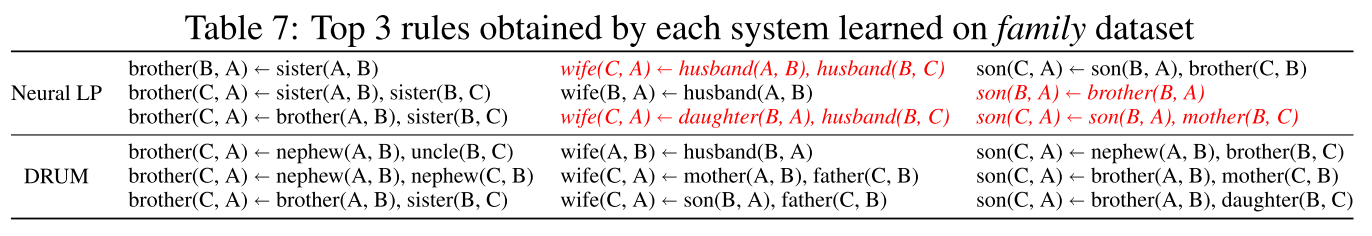 Table 7: Top 3 rules obtained by each system learned on family dataset
brother(B, A) ← sister(A, B) wife(C, A) ← husband(A, B), husband(B, C) son(C, A) ← son(B, A), brother(C, B)
Neural LP brother(C, A) ← sister(A, B), sister(B, C) wife(B, A) ← husband(A, B) son(B, A) ← brother(B, A)
brother(C, A) ← brother(A, B), sister(B, C) wife(C, A) ← daughter(B, A), husband(B, C) son(C, A) ← son(B, A), mother(B, C)
brother(C, A) ← nephew(A, B), uncle(B, C) wife(A, B) ← husband(B, A) son(C, A) ← nephew(A, B), brother(B, C)
DRUM brother(C, A) ← nephew(A, B), nephew(C, B) wife(C, A) ← mother(A, B), father(C, B) son(C, A) ← brother(A, B), mother(C, B)
brother(C, A) ← brother(A, B), sister(B, C) wife(C, A) ← son(B, A), father(C, B) son(C, A) ← brother(A, B), daughter(B, C)